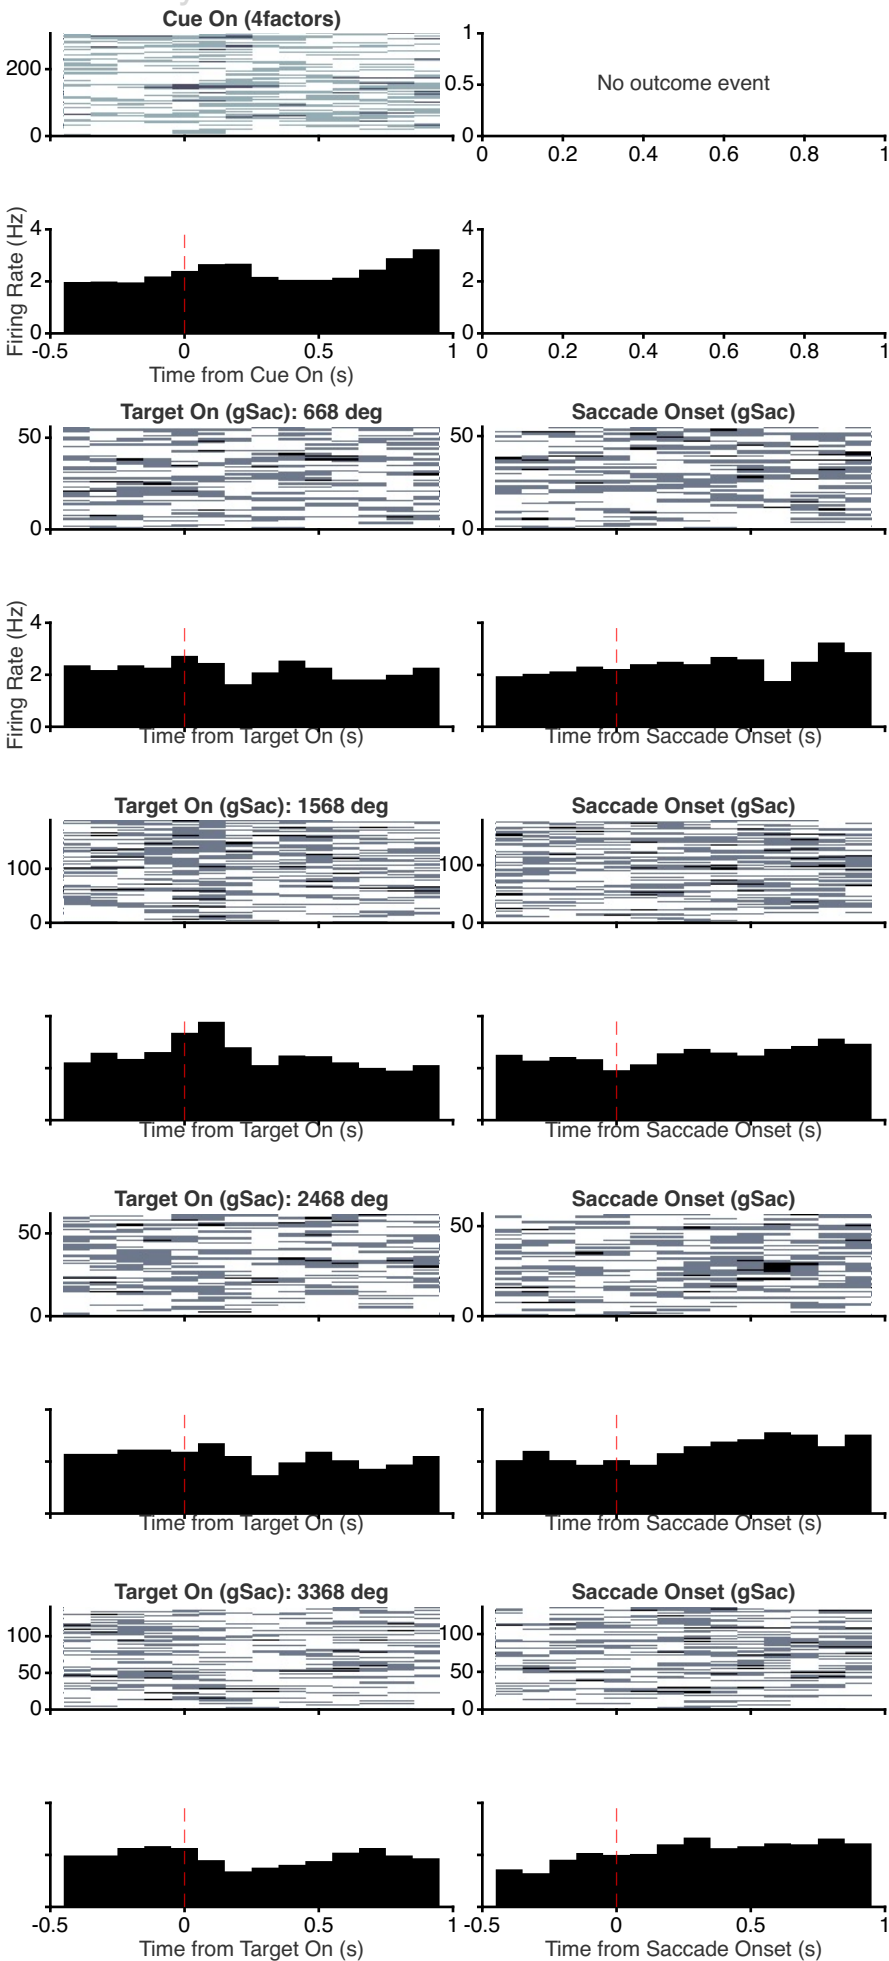 Cue On (4factors)
200
0
1
0.5
0
No outcome event
0 0.2 0.4 0.6 0.8 1
Firing Rate (Hz)
4
2
0
-0.5 0 0.5 1
Time from Cue On (s)
4
2
0
0 0.2 0.4 0.6 0.8 1
Target On (gSac): 668 deg
50
0
Saccade Onset (gSac)
50
0
Firing Rate (Hz)
4
2
0
Time from Target On (s)
Time from Saccade Onset (s)
Target On (gSac): 1568 deg
100
0
Saccade Onset (gSac)
100
0
Time from Target On (s)
Time from Saccade Onset (s)
Target On (gSac): 2468 deg
50
0
Saccade Onset (gSac)
50
0
Time from Target On (s)
Time from Saccade Onset (s)
Target On (gSac): 3368 deg
100
50
0
Saccade Onset (gSac)
100
50
0
-0.5 0 0.5 1
Time from Target On (s)
-0.5 0 0.5 1
Time from Saccade Onset (s)